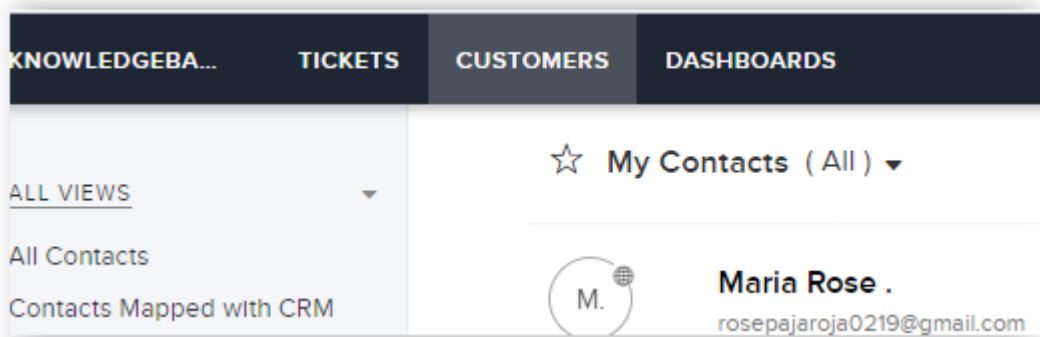 KNOWLEDGEBA... TICKETS CUSTOMERS DASHBOARDS
ALL VIEWS
All Contacts
Contacts Mapped with CRM
My Contacts ( All )
M.
Maria Rose .
rosepajaroja0219@gmail.com